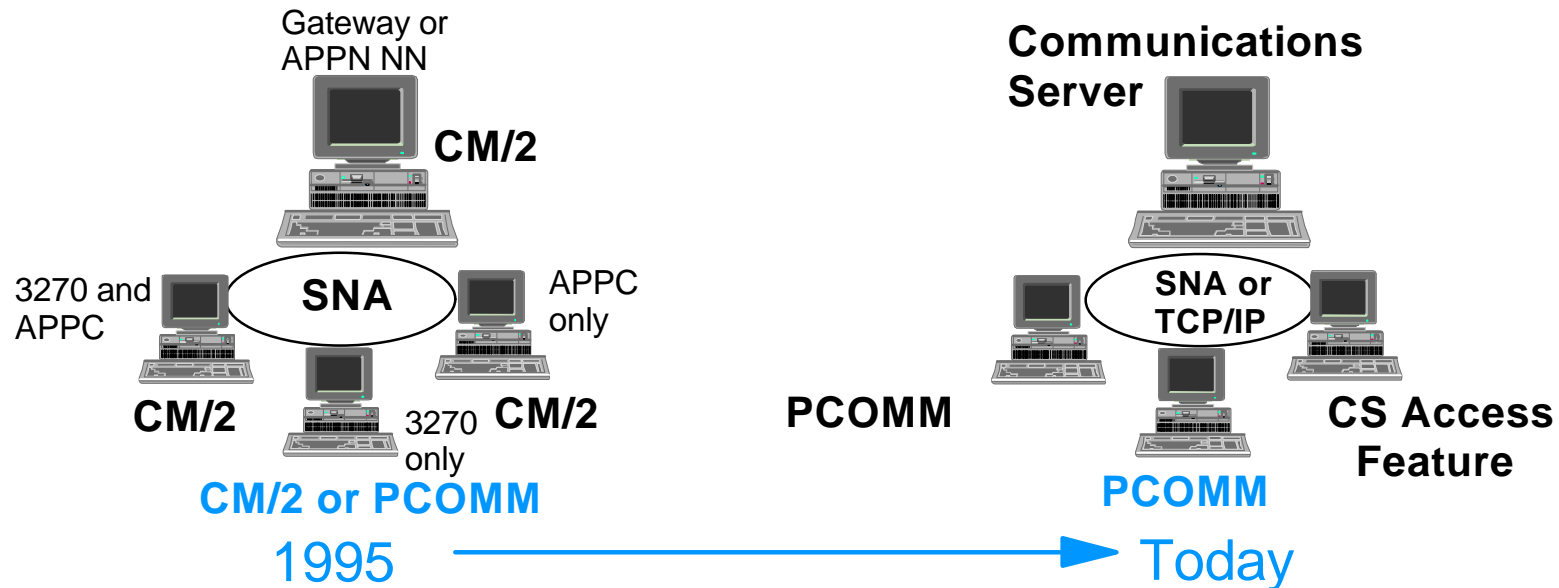 Gateway or
APPN NN
CM/2
SNA
3270 and
APPC
APPC
only
CM/2
3270
only
CM/2
CM/2 or PCOMM
1995
Communications
Server
SNA or
TCP/IP
PCOMM
CS Access
Feature
PCOMM
Today